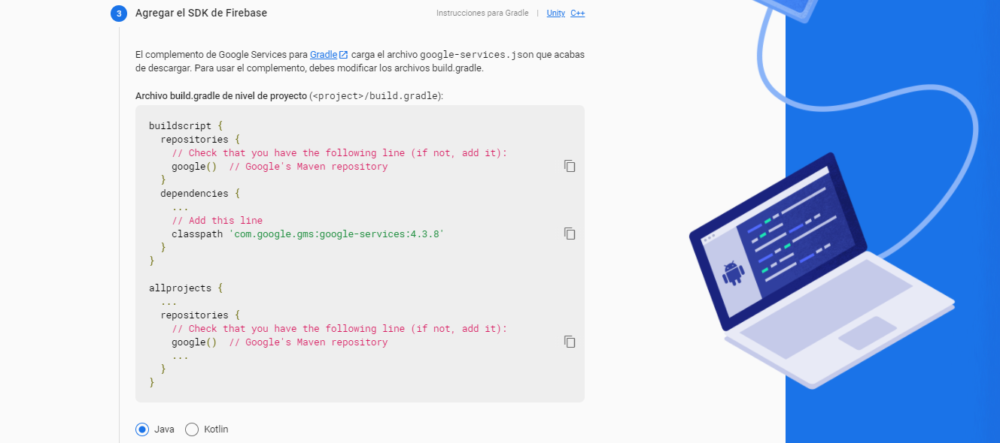 3 Agregar el SDK de Firebase Instrucciones para Gradle | Unity C++
El complemento de Google Services para Gradle carga el archivo google-services.json que acabas
de descargar. Para usar el complemento, debes modificar los archivos build.gradle.
Archivo build.gradle de nivel de proyecto (<project>/build.gradle):
buildscript {
  repositories {
    // Check that you have the following line (if not, add it):
    google()  // Google's Maven repository
  }
  dependencies {
    ...
    // Add this line
    classpath 'com.google.gms:google-services:4.3.8'
  }
}
allprojects {
  ...
  repositories {
    // Check that you have the following line (if not, add it):
    google()  // Google's Maven repository
    ...
  }
}
Java Kotlin